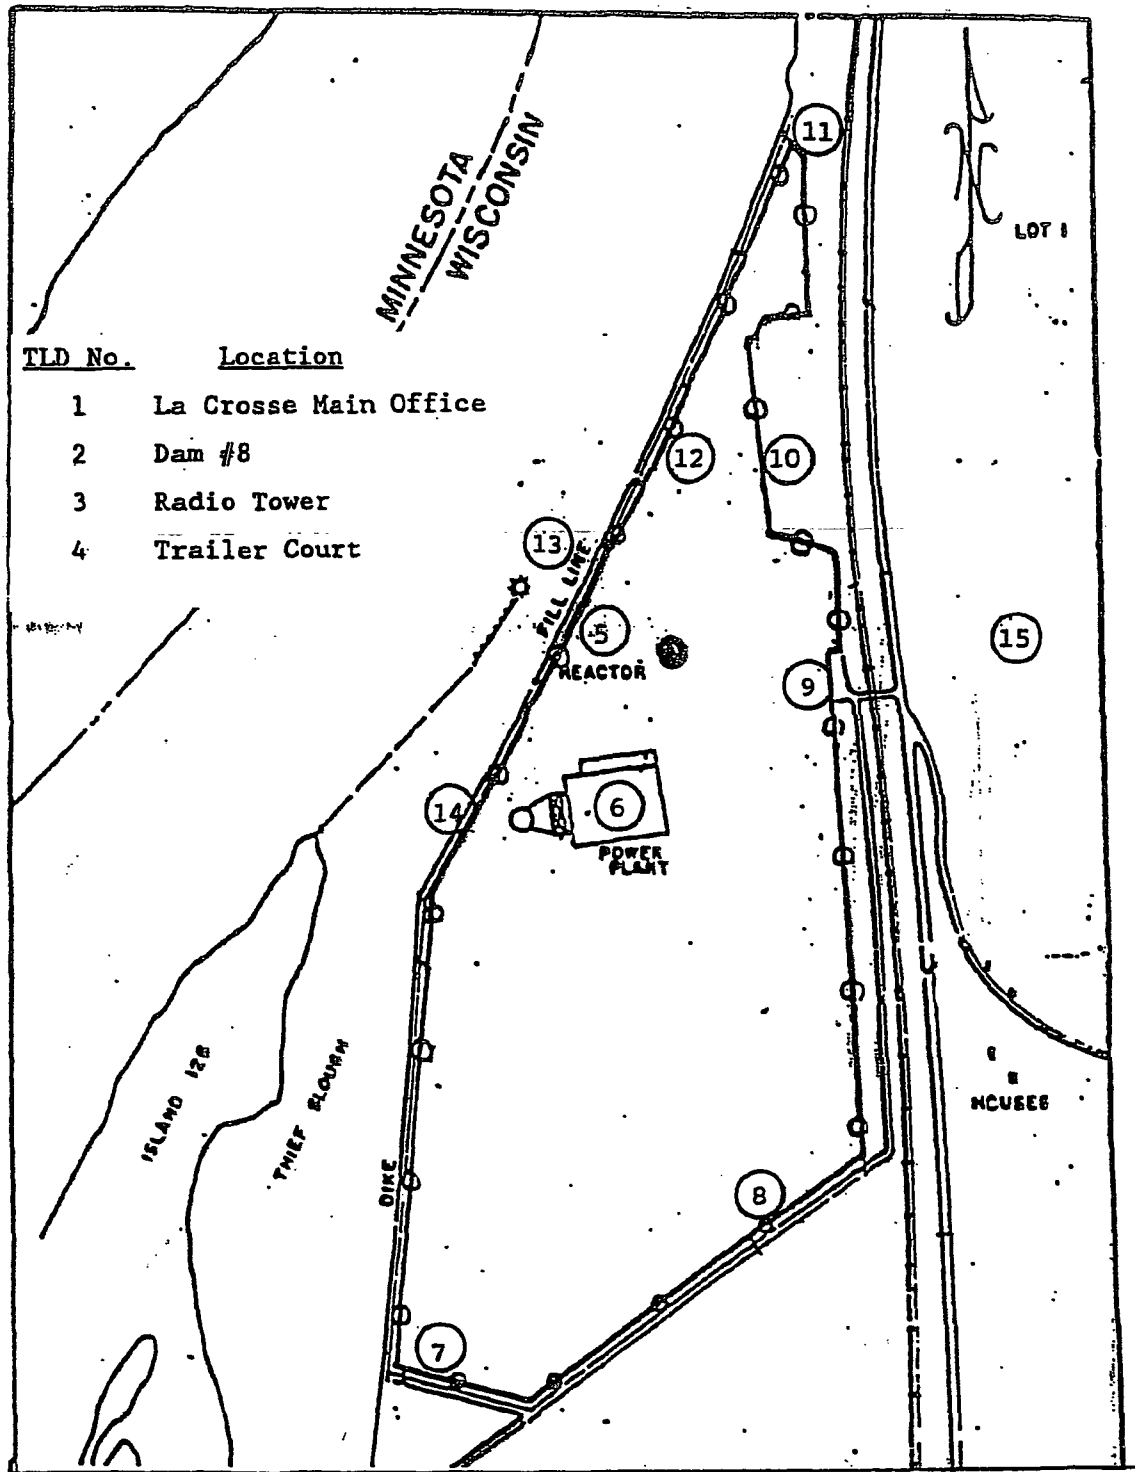 11
MINNESOTA
WISCONSIN
LOT 1
TLD No. Location
1 La Crosse Main Office
2 Dam #8
3 Radio Tower
4 Trailer Court
12
10
13
FILL LINE
5
REACTOR
15
9
14
6
POWER
PLANT
ISLAND 126
THIEF SLOUGH
HOUSES
DIKE
8
7